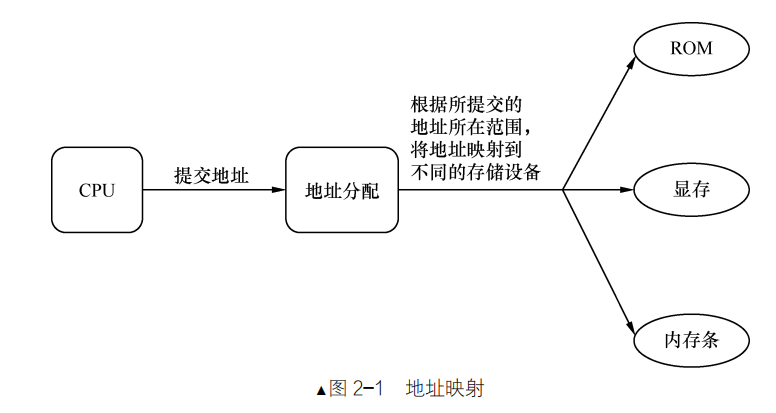 ROM
根据所提交的
地址所在范围，
将地址映射到
不同的存储设备
CPU
提交地址
地址分配
显存
内存条
▲图 2-1 地址映射